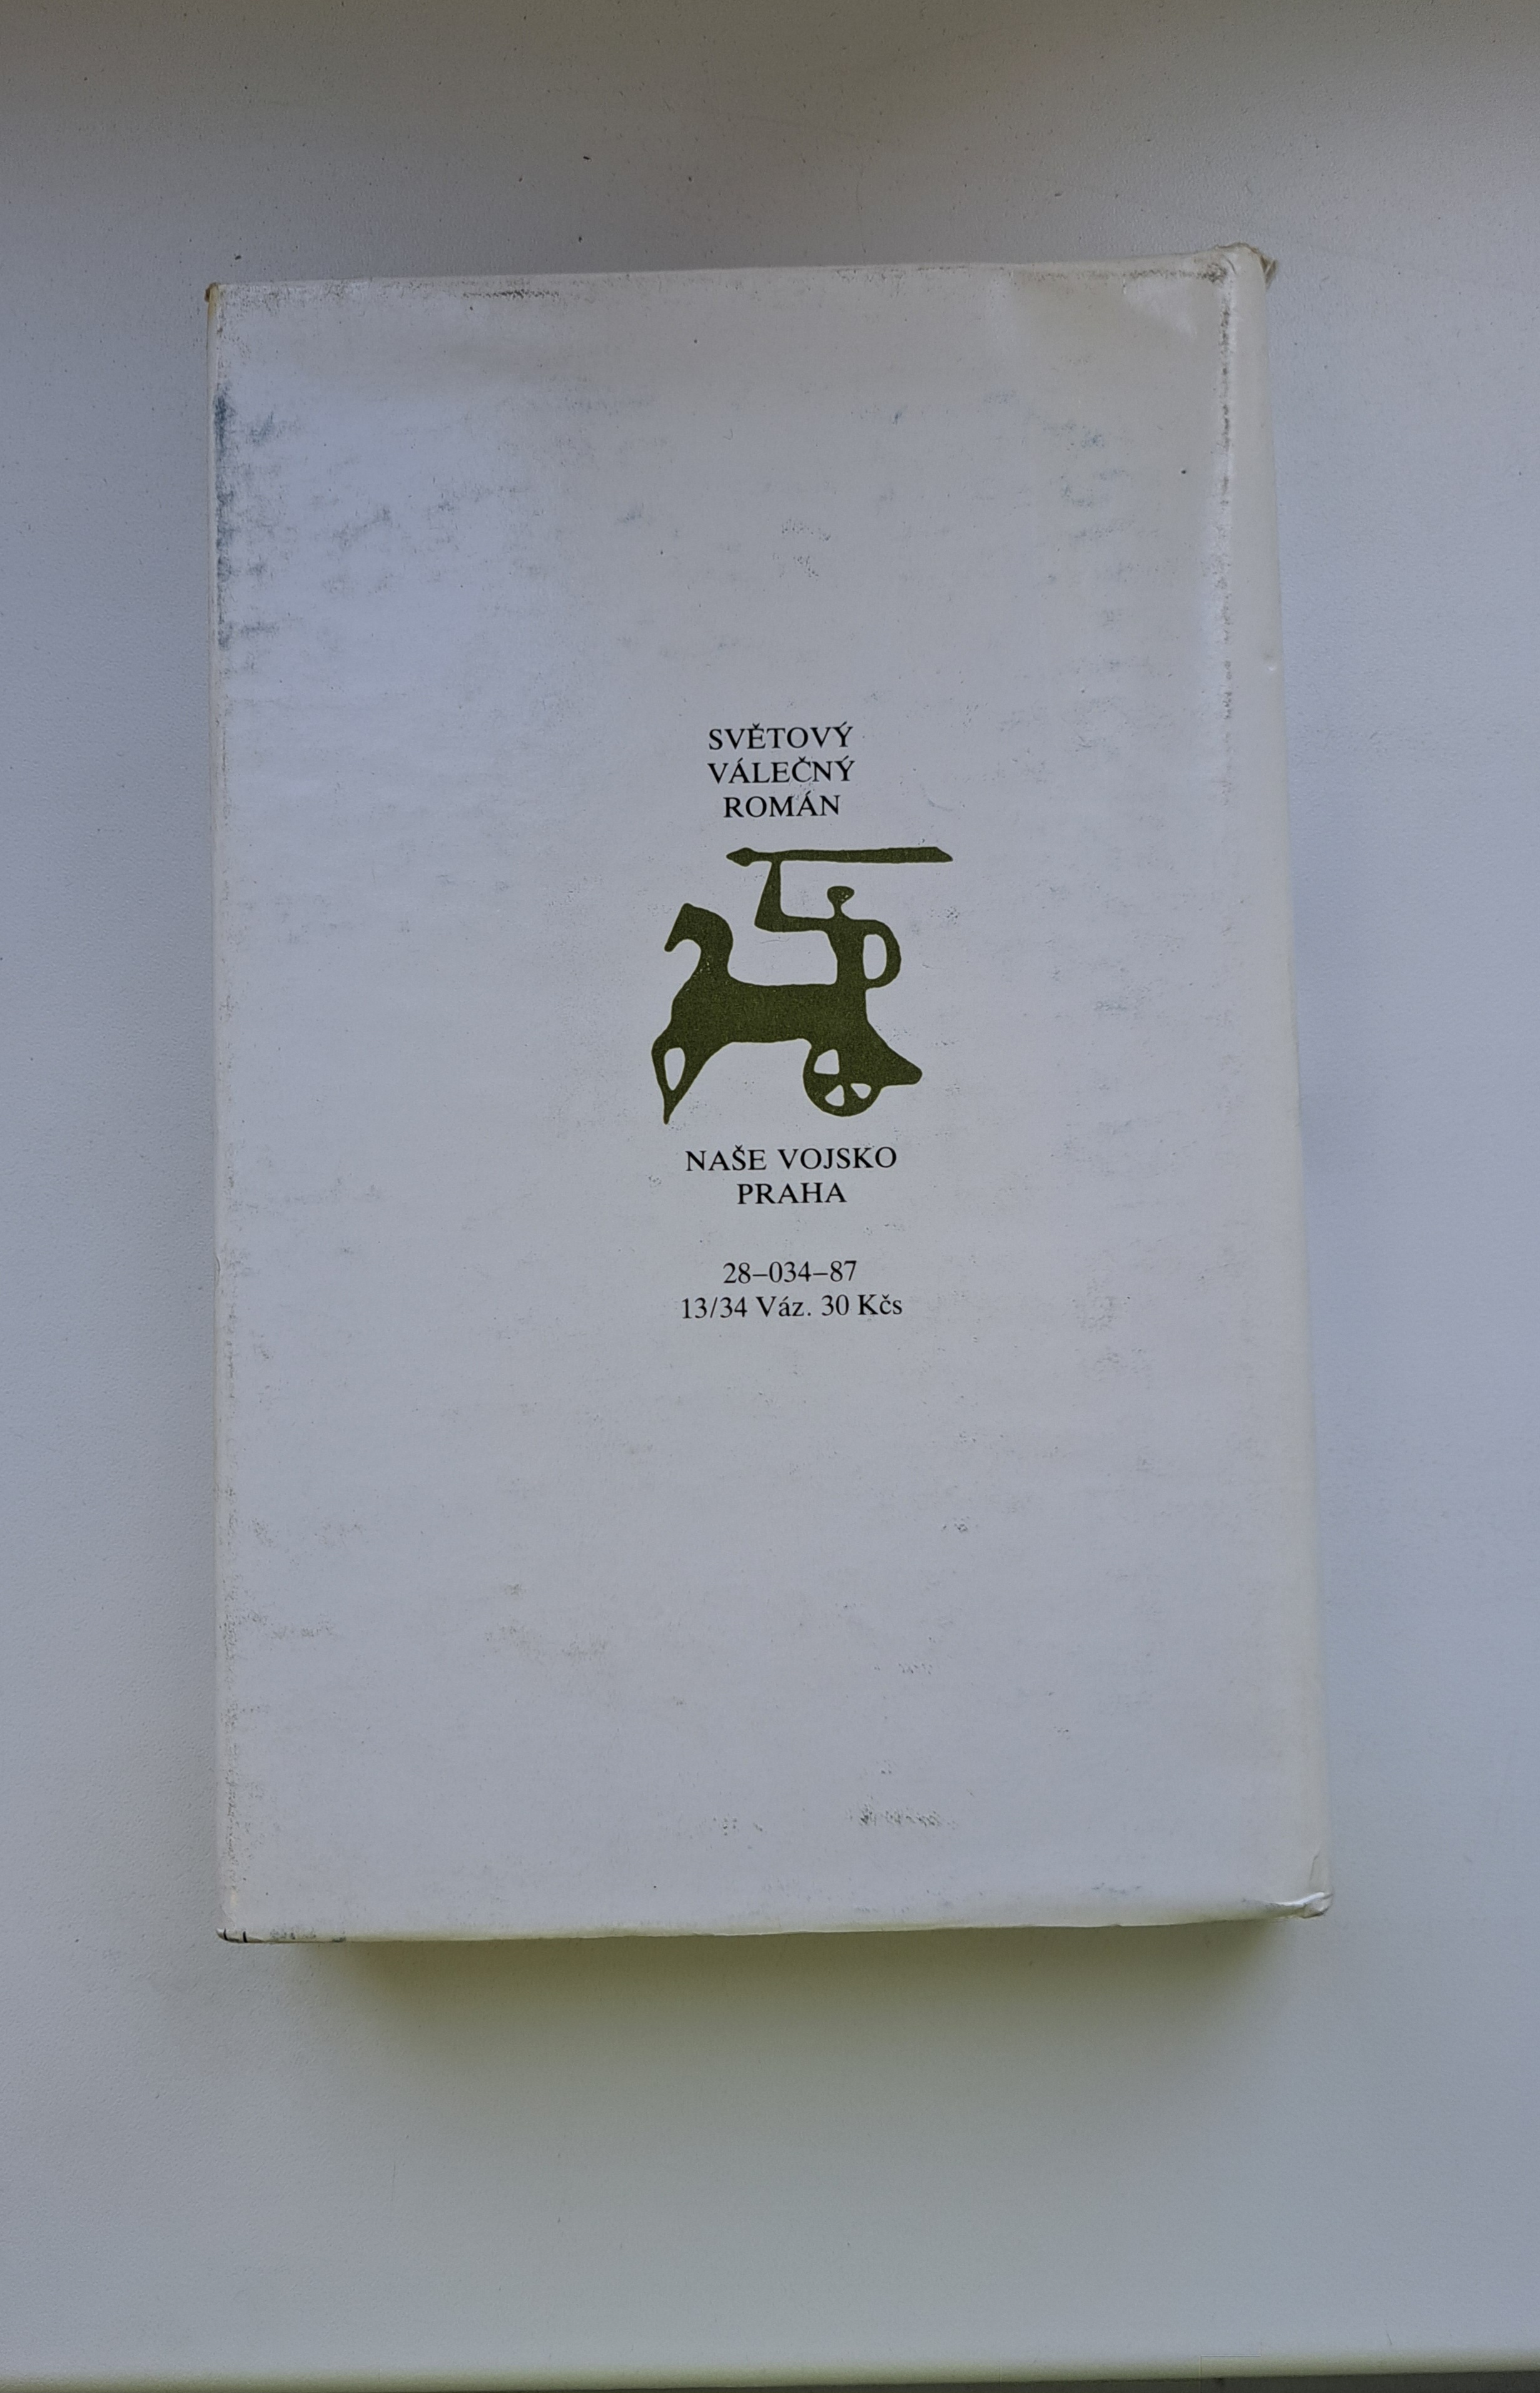 SVĚTOVÝ
VÁLEČNÝ
ROMÁN
NAŠE VOJSKO
PRAHA
28–034–87
13/34 Váz. 30 Kčs